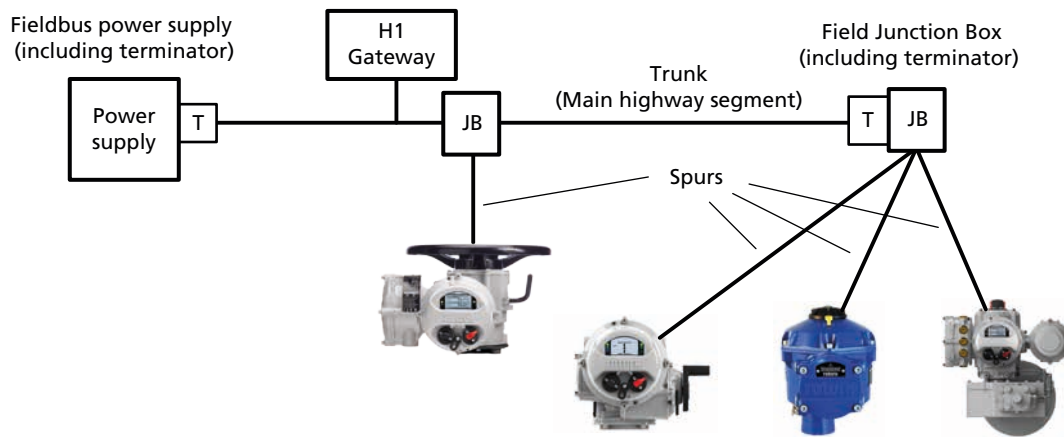 Fieldbus power supply
(including terminator)
H1
Gateway
Field Junction Box
(including terminator)
Trunk
(Main highway segment)
Power
supply
T
JB
T
JB
Spurs